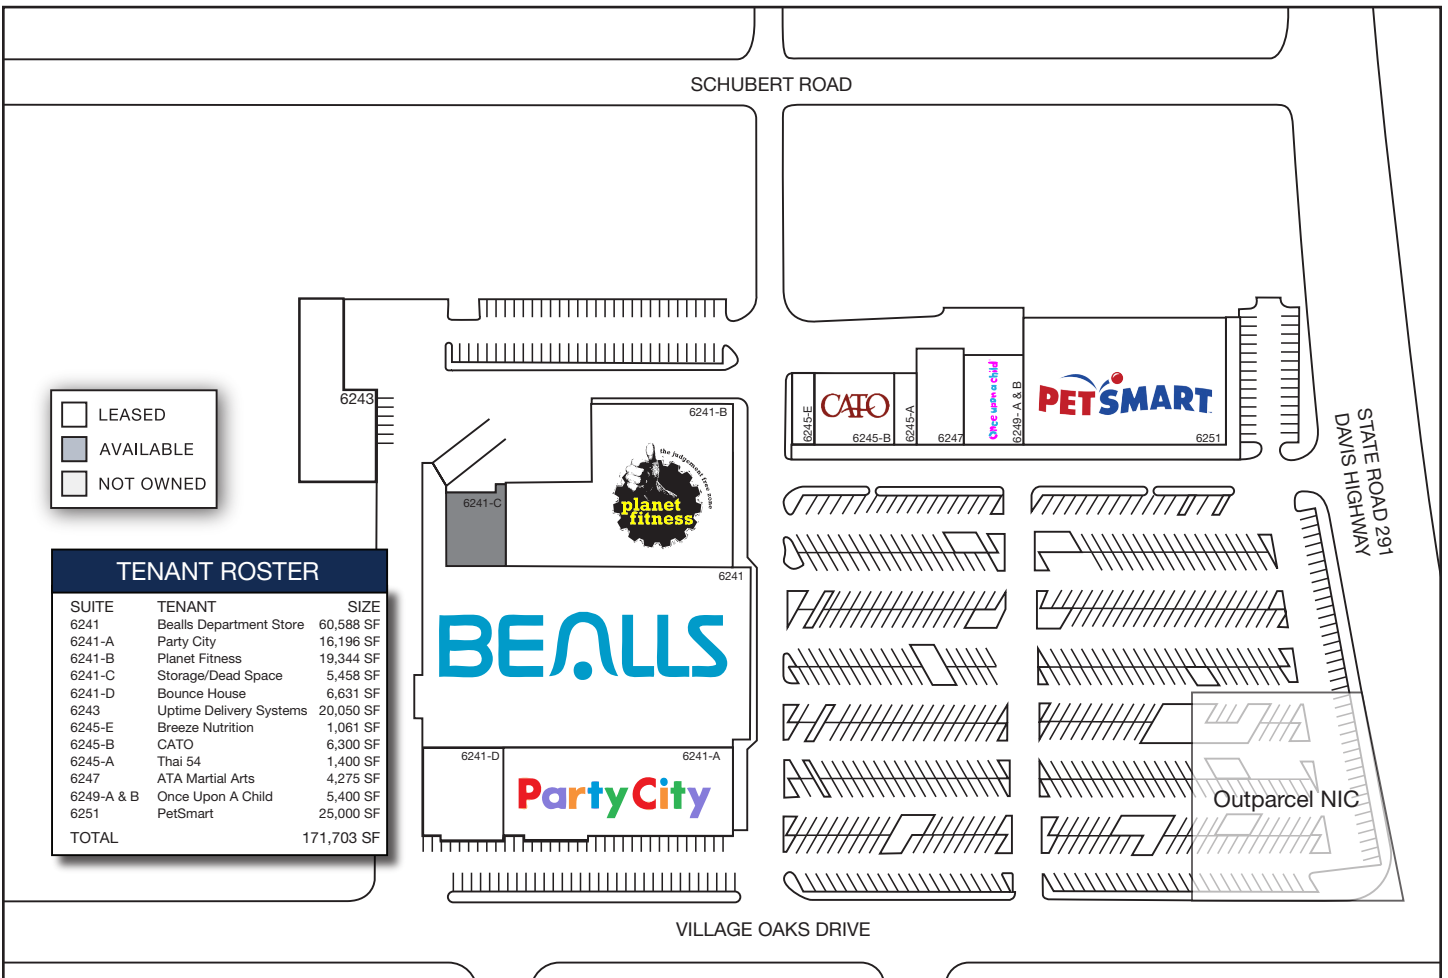 SCHUBERT ROAD
STATE ROAD 291
DAVIS HIGHWAY
6243
LEASED
AVAILABLE
NOT OWNED
6241-B
the judgement free zone
planet
fitness
6241-C
6241
BEALLS
6241-D
6241-A
Party City
6245-E
CATO
6245-B
6245-A
6247
Once upon a child
6249- A & B
PETSMART
6251
TENANT ROSTER
SUITE TENANT SIZE
6241 Bealls Department Store 60,588 SF
6241-A Party City 16,196 SF
6241-B Planet Fitness 19,344 SF
6241-C Storage/Dead Space 5,458 SF
6241-D Bounce House 6,631 SF
6243 Uptime Delivery Systems 20,050 SF
6245-E Breeze Nutrition 1,061 SF
6245-B CATO 6,300 SF
6245-A Thai 54 1,400 SF
6247 ATA Martial Arts 4,275 SF
6249-A & B Once Upon A Child 5,400 SF
6251 PetSmart 25,000 SF
TOTAL 171,703 SF
Outparcel NIC
VILLAGE OAKS DRIVE